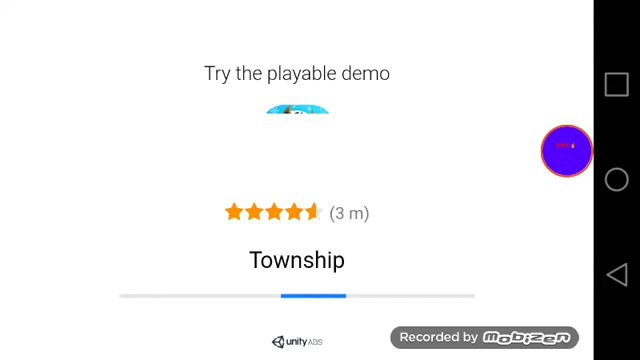 Try the playable demo
(3 m)
Township
unity ADS
Recorded by
mobizen